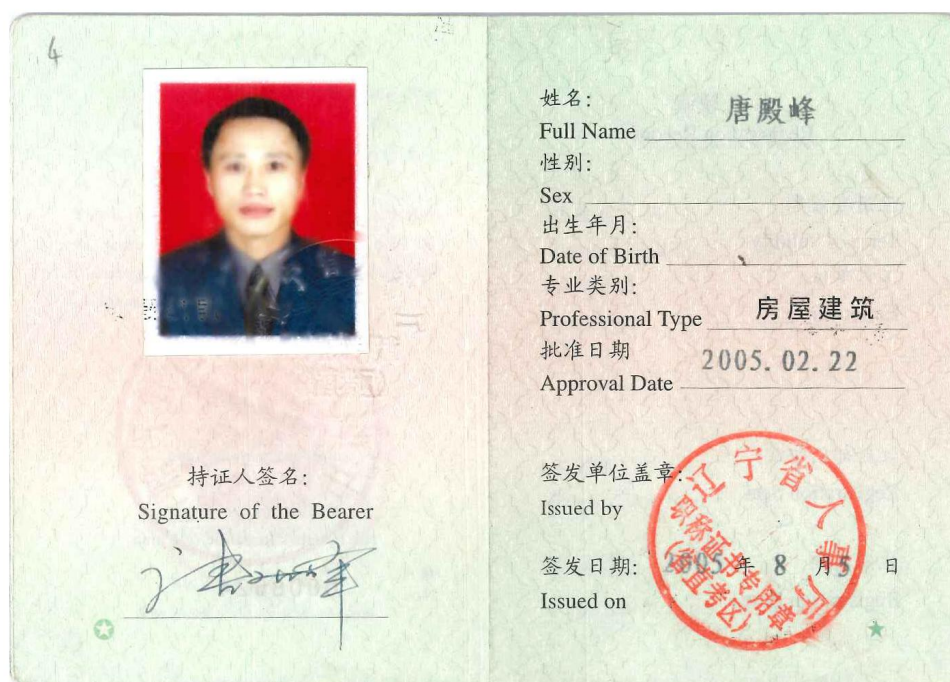 4
持证人签名:
Signature of the Bearer
姓名: 唐殿峰
Full Name
性别:
Sex
出生年月:
Date of Birth
专业类别: 房屋建筑
Professional Type
批准日期 2005.02.22
Approval Date
签发单位盖章:
Issued by
签发日期: 2005 年 8 月 5 日
Issued on
辽宁省人事厅
职称证书专用章
(省直考区)